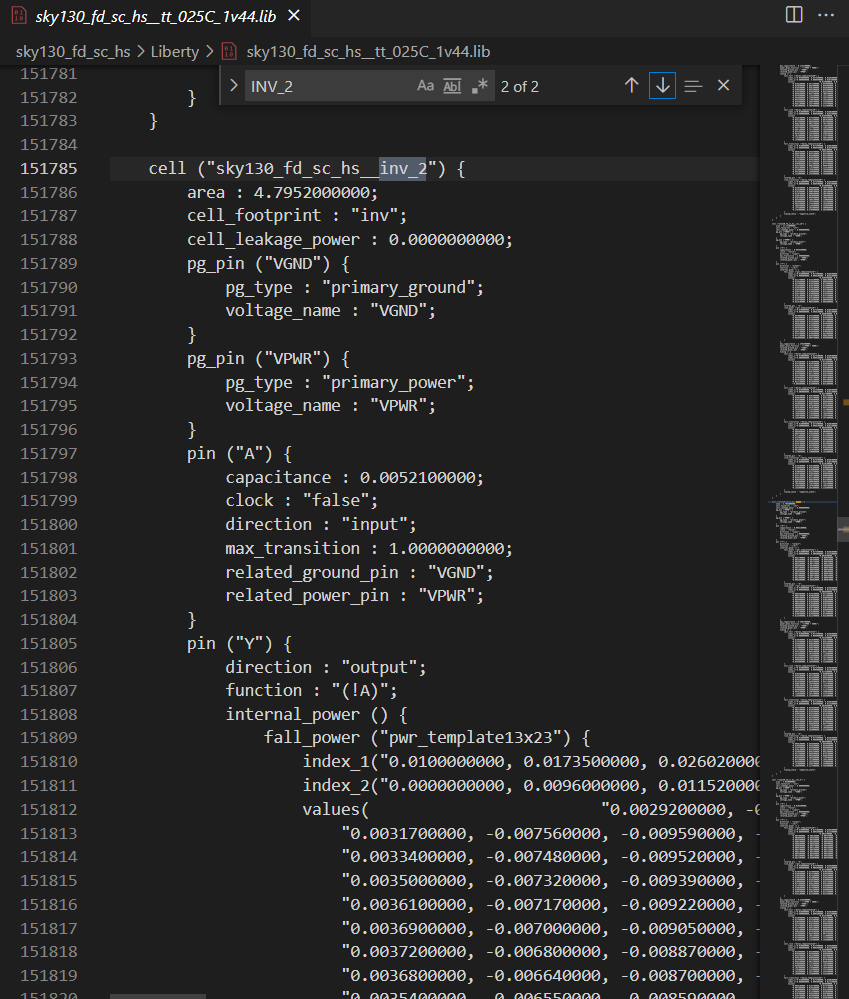 sky130_fd_sc_hs__tt_025C_1v44.lib
sky130_fd_sc_hs > Liberty > sky130_fd_sc_hs__tt_025C_1v44.lib
INV_2 Aa Abl .* 2 of 2
151781
151782 }
151783 }
151784
151785 cell ("sky130_fd_sc_hs__inv_2") {
151786 area : 4.7952000000;
151787 cell_footprint : "inv";
151788 cell_leakage_power : 0.0000000000;
151789 pg_pin ("VGND") {
151790 pg_type : "primary_ground";
151791 voltage_name : "VGND";
151792 }
151793 pg_pin ("VPWR") {
151794 pg_type : "primary_power";
151795 voltage_name : "VPWR";
151796 }
151797 pin ("A") {
151798 capacitance : 0.0052100000;
151799 clock : "false";
151800 direction : "input";
151801 max_transition : 1.0000000000;
151802 related_ground_pin : "VGND";
151803 related_power_pin : "VPWR";
151804 }
151805 pin ("Y") {
151806 direction : "output";
151807 function : "(!A)";
151808 internal_power () {
151809 fall_power ("pwr_template13x23") {
151810 index_1("0.0100000000, 0.0173500000, 0.026020000
151811 index_2("0.0000000000, 0.0096000000, 0.011520000
151812 values( "0.0029200000, -0
151813 "0.0031700000, -0.007560000, -0.009590000, -
151814 "0.0033400000, -0.007480000, -0.009520000, -
151815 "0.0035000000, -0.007320000, -0.009390000, -
151816 "0.0036100000, -0.007170000, -0.009220000, -
151817 "0.0036900000, -0.007000000, -0.009050000, -
151818 "0.0037200000, -0.006800000, -0.008870000, -
151819 "0.0036800000, -0.006640000, -0.008700000, -
151820 "0.0035400000, -0.006550000, -0.008590000, -